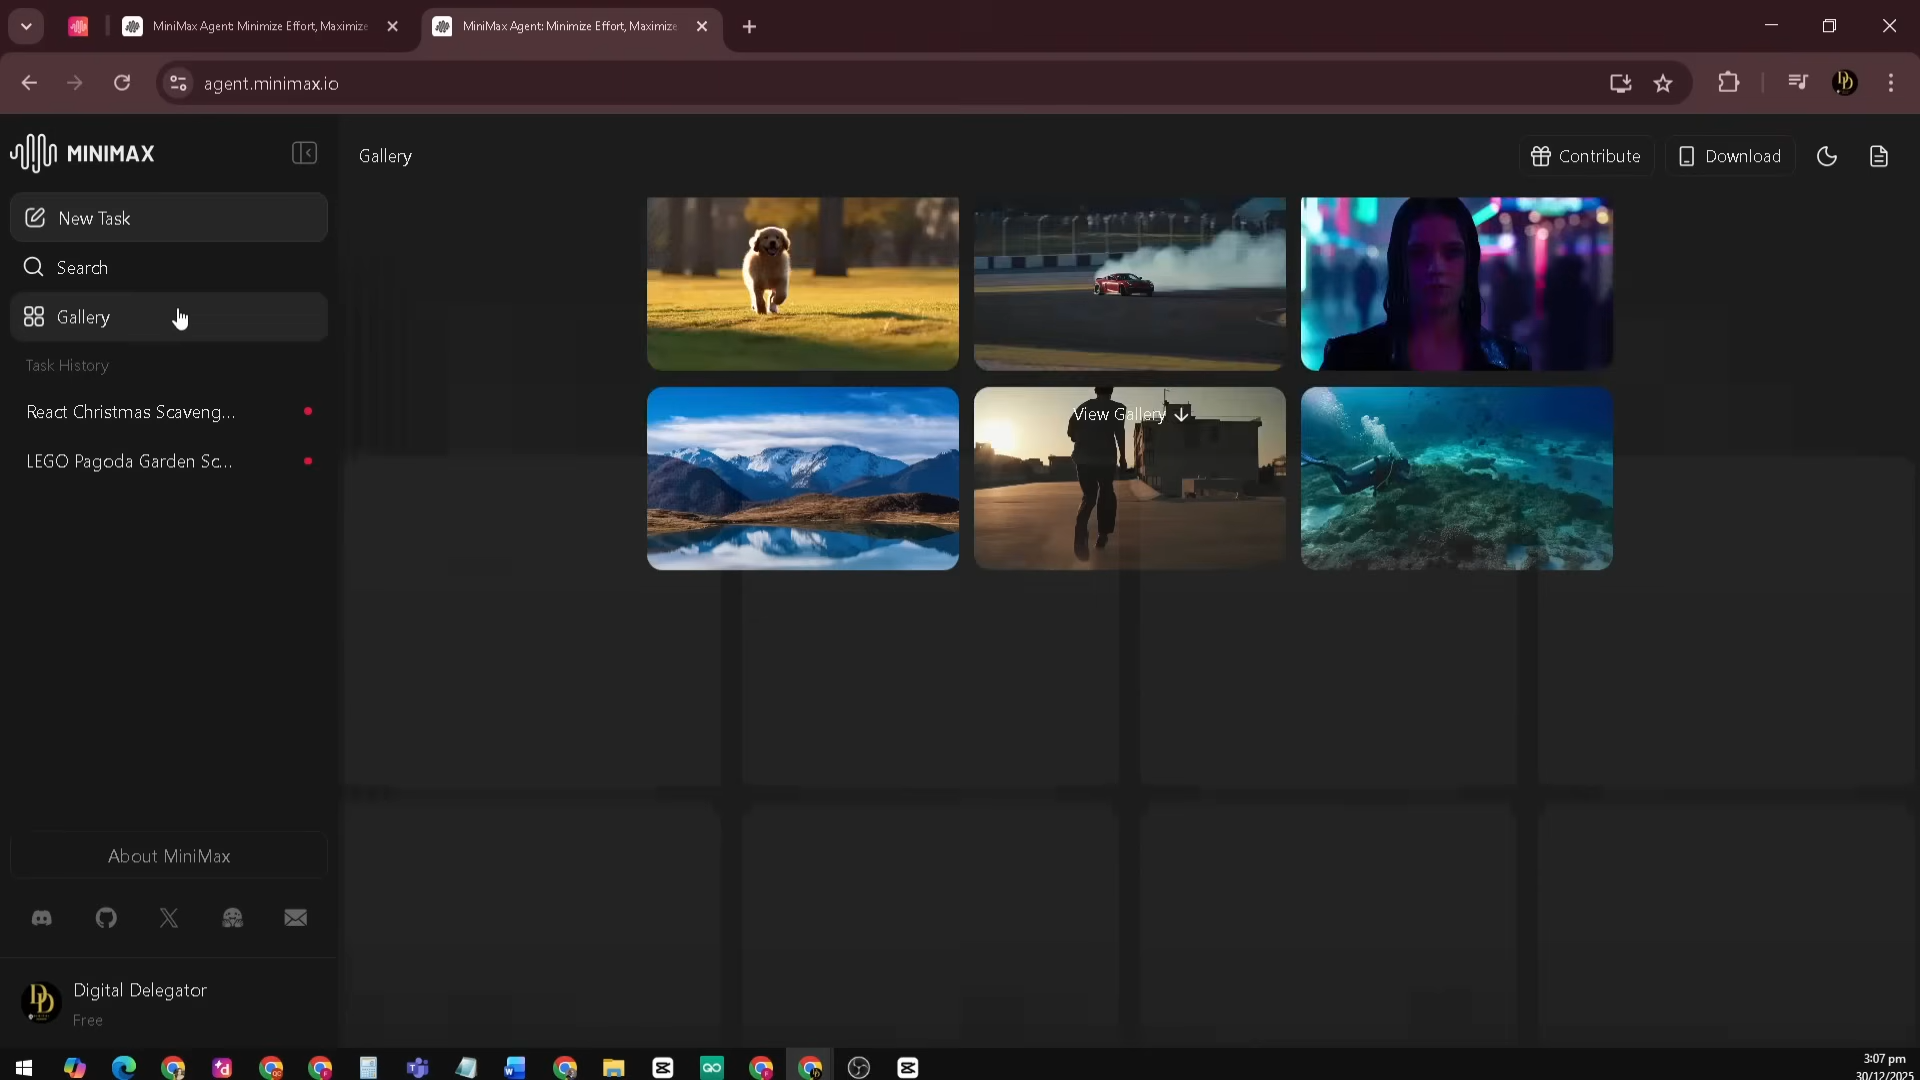 MiniMax Agent: Minimize Effort, Maximize
MiniMax Agent: Minimize Effort, Maximize
agent.minimax.io
MINIMAX
Gallery
Contribute
Download
New Task
Search
Gallery
Task History
React Christmas Scaveng...
LEGO Pagoda Garden Sc...
View Gallery
About MiniMax
Digital Delegator
Free
3:07 pm
30/12/2025